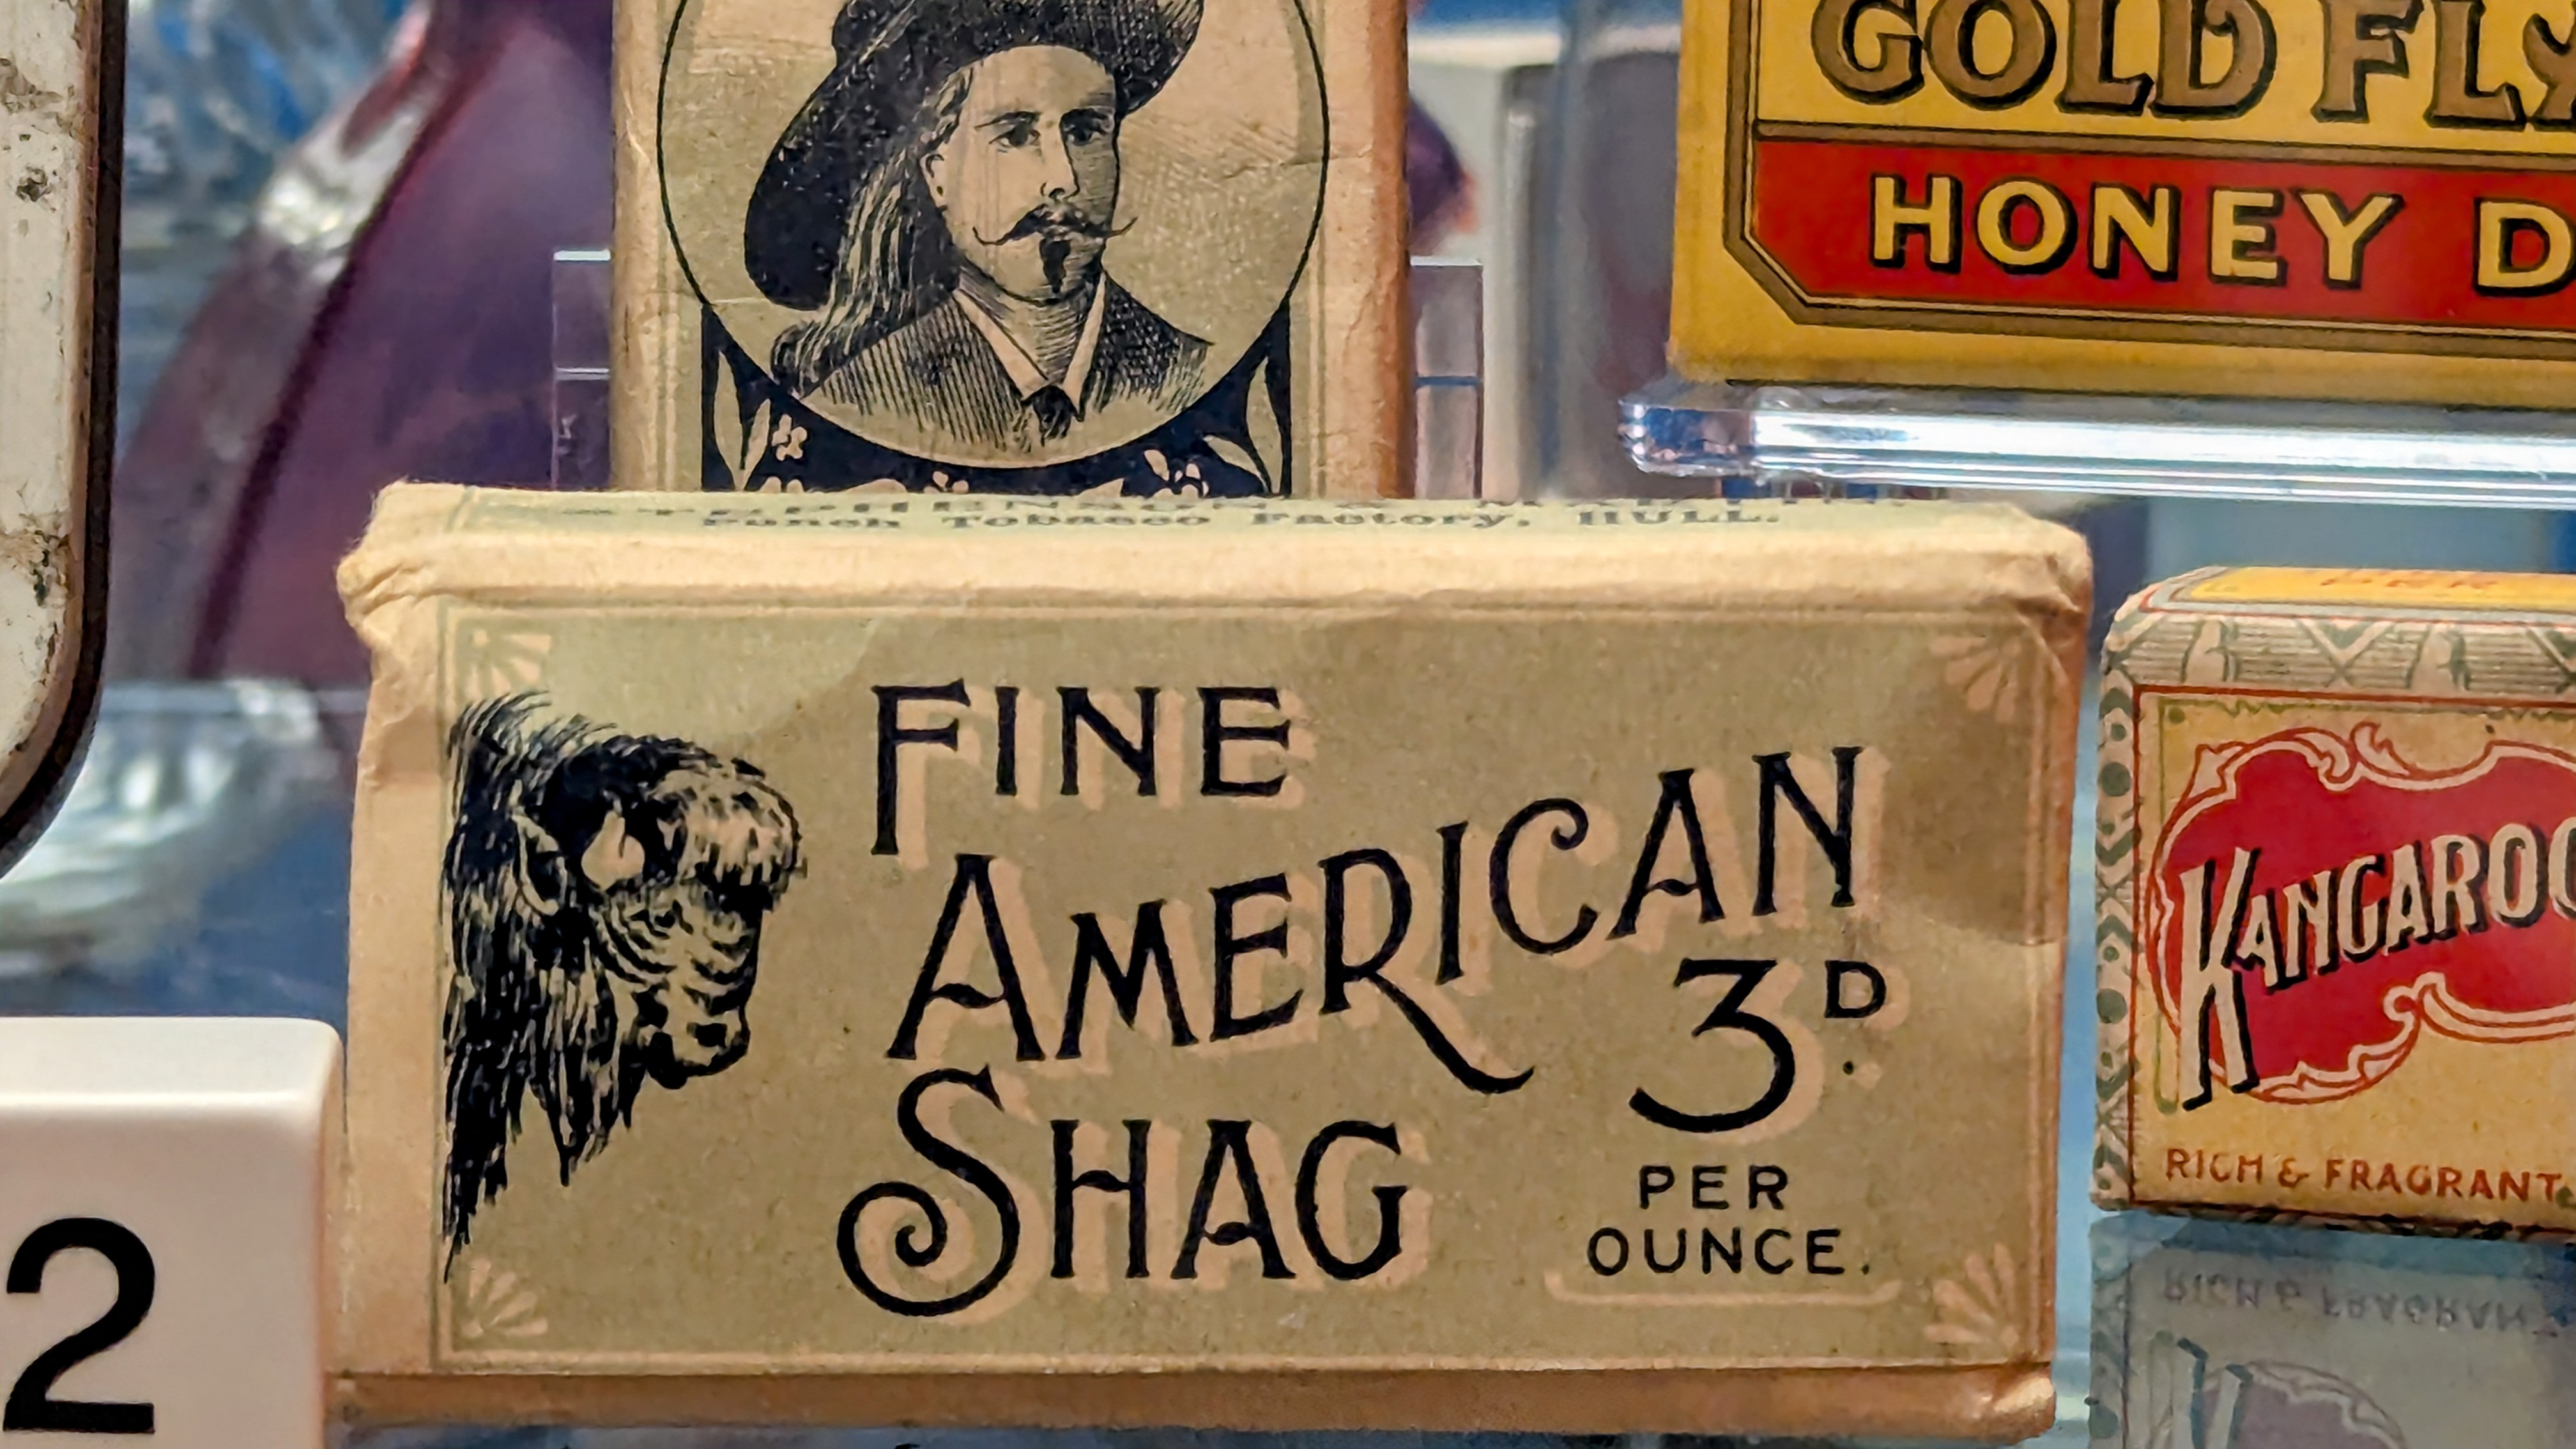 GOLD FL
HONEY D
Punch Tobacco Factory, HULL.
FINE
AMERICAN
SHAG
3D.
PER
OUNCE.
KANGAROO
RICH & FRAGRANT
2